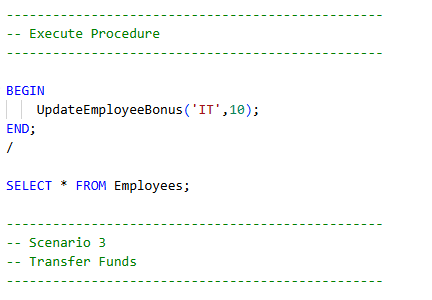 -------------------------------------------------
-- Execute Procedure
-------------------------------------------------
BEGIN
    UpdateEmployeeBonus('IT',10);
END;
/
SELECT * FROM Employees;
-------------------------------------------------
-- Scenario 3
-- Transfer Funds
-------------------------------------------------